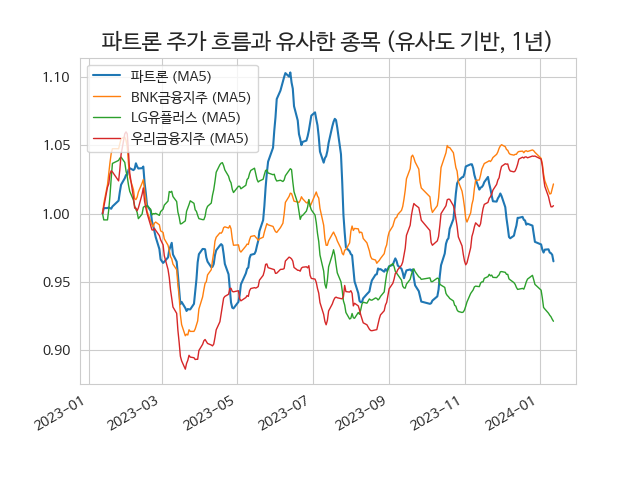 파트론 주가 흐름과 유사한 종목 (유사도 기반, 1년)
파트론 (MA5)
BNK금융지주 (MA5)
LG유플러스 (MA5)
우리금융지주 (MA5)
1.10
1.05
1.00
0.95
0.90
2023-01
2023-03
2023-05
2023-07
2023-09
2023-11
2024-01